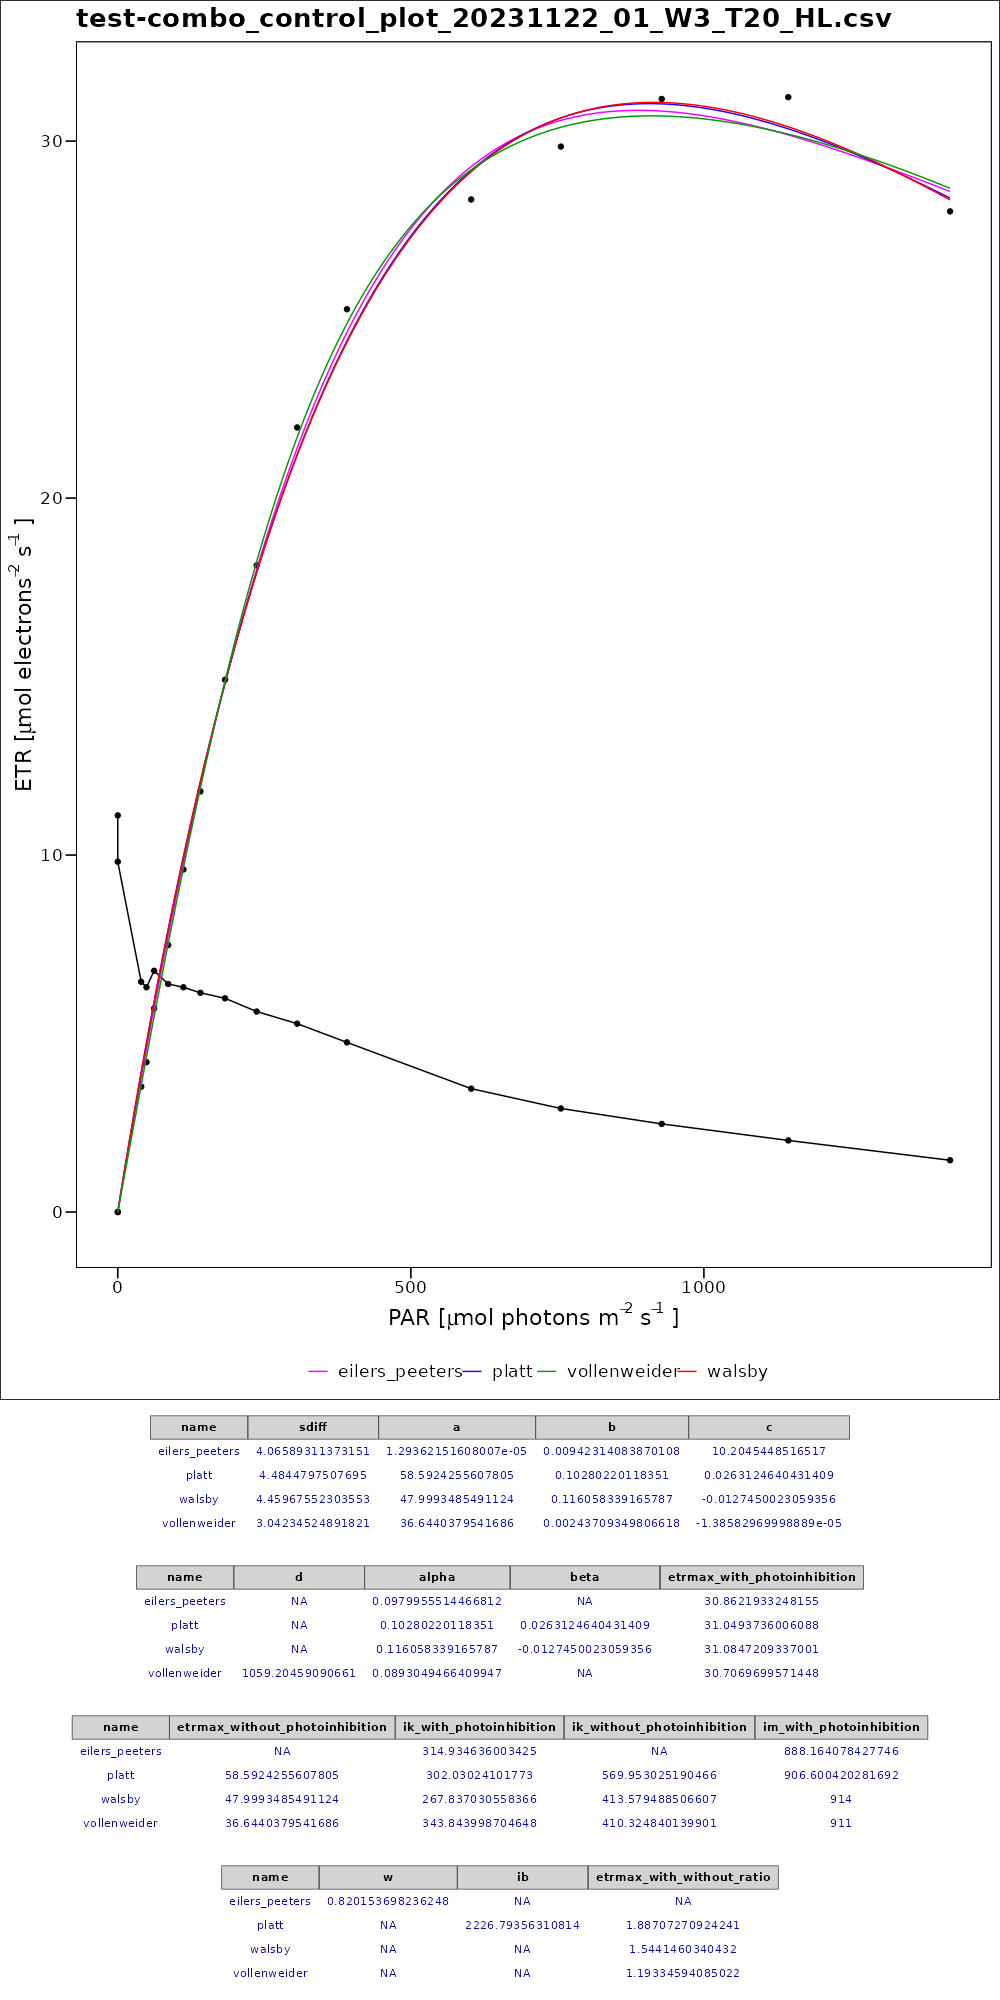 test-combo_control_plot_20231122_01_W3_T20_HL.csv
30
20
10
0
ETR [μmol electrons⁻² s⁻¹ ]
0 500 1000
PAR [μmol photons m⁻² s⁻¹ ]
eilers_peeters platt vollenweider walsby
name sdiff a b c
eilers_peeters 4.06589311373151 1.29362151608007e-05 0.00942314083870108 10.2045448516517
platt 4.4844797507695 58.5924255607805 0.10280220118351 0.0263124640431409
walsby 4.45967552303553 47.9993485491124 0.116058339165787 -0.0127450023059356
vollenweider 3.04234524891821 36.6440379541686 0.00243709349806618 -1.38582969998889e-05
name d alpha beta etrmax_with_photoinhibition
eilers_peeters NA 0.0979955514466812 NA 30.8621933248155
platt NA 0.10280220118351 0.0263124640431409 31.0493736006088
walsby NA 0.116058339165787 -0.0127450023059356 31.0847209337001
vollenweider 1059.20459090661 0.0893049466409947 NA 30.7069699571448
name etrmax_without_photoinhibition ik_with_photoinhibition ik_without_photoinhibition im_with_photoinhibition
eilers_peeters NA 314.934636003425 NA 888.164078427746
platt 58.5924255607805 302.03024101773 569.953025190466 906.600420281692
walsby 47.9993485491124 267.837030558366 413.579488506607 914
vollenweider 36.6440379541686 343.843998704648 410.324840139901 911
name w ib etrmax_with_without_ratio
eilers_peeters 0.820153698236248 NA NA
platt NA 2226.79356310814 1.88707270924241
walsby NA NA 1.5441460340432
vollenweider NA NA 1.19334594085022